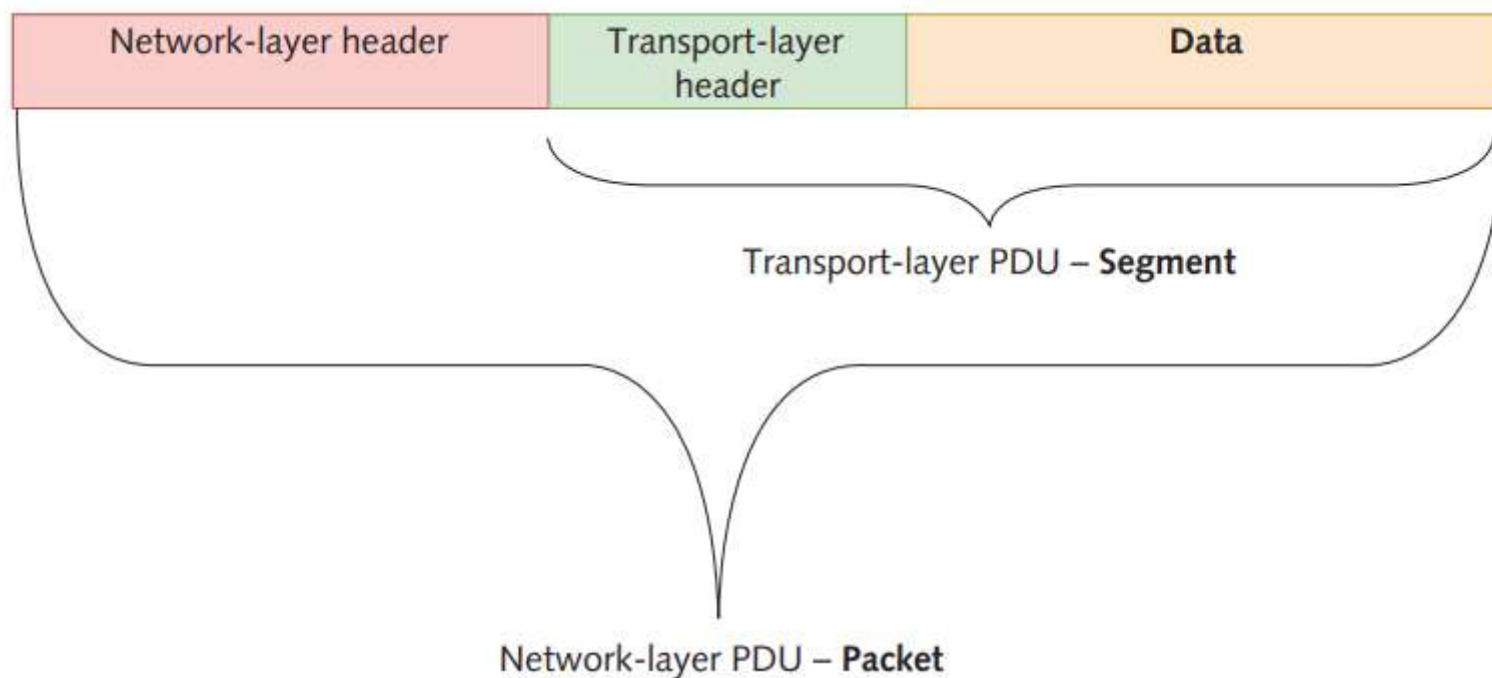 Network-layer header
Transport-layer
header
Data
Transport-layer PDU – Segment
Network-layer PDU – Packet